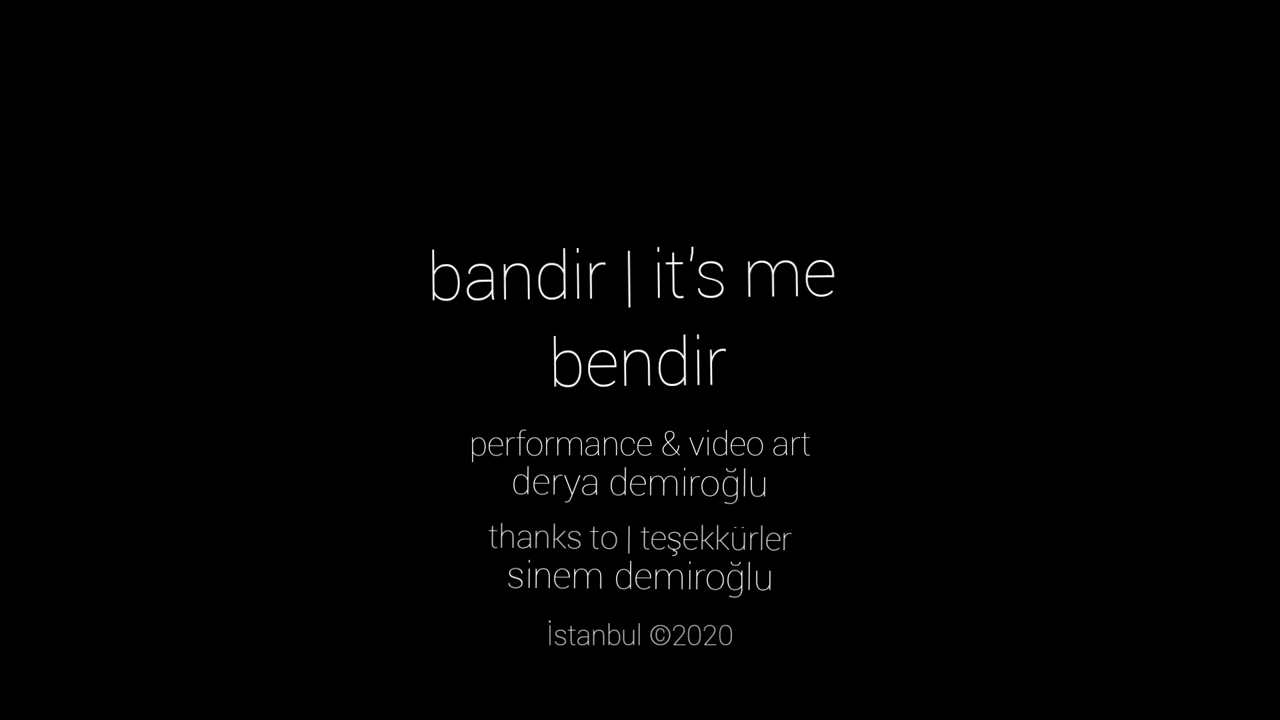 bandir | it's me
bendir
performance & video art
derya demiroğlu
thanks to | teşekkürler
sinem demiroğlu
İstanbul ©2020